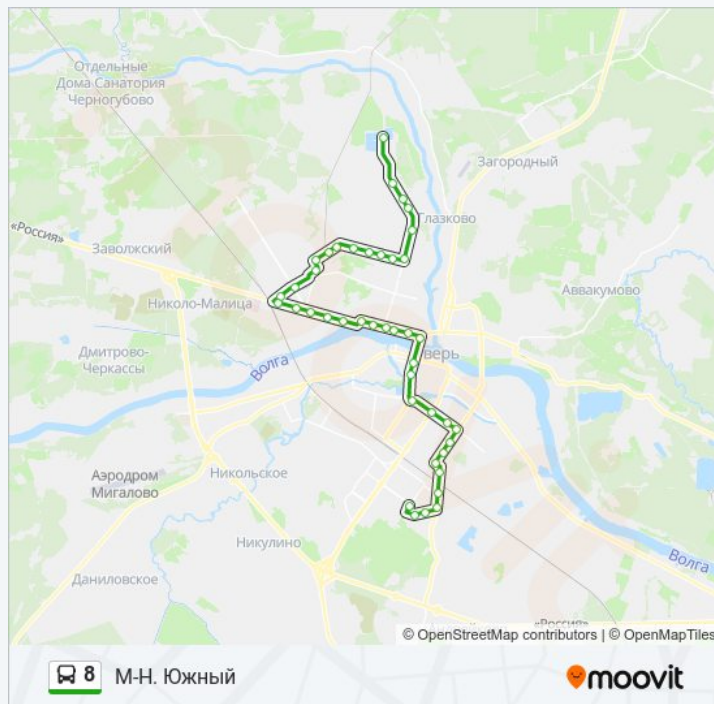 Отдельные
Дома Санатория
Черногубово
Загородный
Глазково
«Россия»
Заволжский
Аввакумово
Николо-Малица
Дмитрово-
Черкассы
Волга
верь
Аэродром
Мигалово
Никольское
Никулино
Волга
Даниловское
«Россия»
© OpenStreetMap contributors | © OpenMapTiles
8 М-Н. Южный
moovit